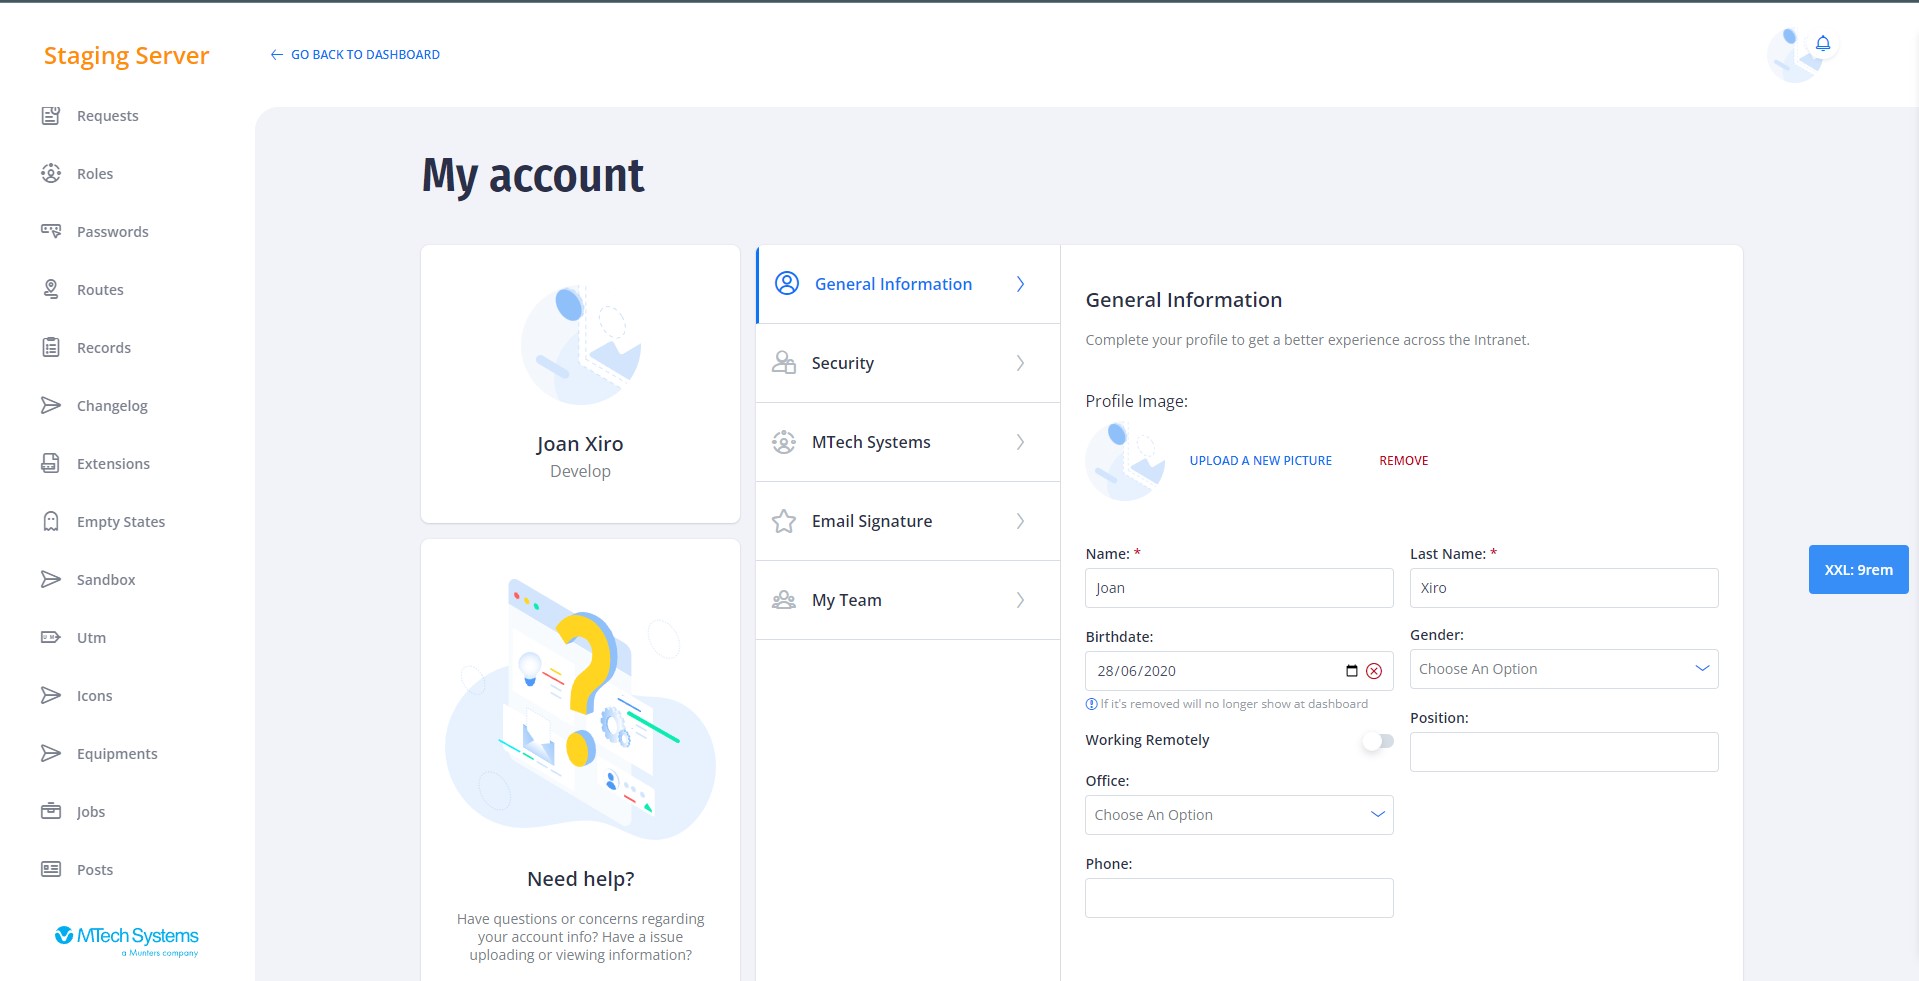 Staging Server
GO BACK TO DASHBOARD
Requests
Roles
Passwords
Routes
Records
Changelog
Extensions
Empty States
Sandbox
Utm
Icons
Equipments
Jobs
Posts
MTech Systems
a Munters company
My account
Joan Xiro
Develop
Need help?
Have questions or concerns regarding
your account info? Have a issue
uploading or viewing information?
General Information
Security
MTech Systems
Email Signature
My Team
General Information
Complete your profile to get a better experience across the Intranet.
Profile Image:
UPLOAD A NEW PICTURE REMOVE
Name: * Last Name: *
Joan Xiro
Birthdate: Gender:
28/06/2020 Choose An Option
If it's removed will no longer show at dashboard
Position:
Working Remotely
Office:
Choose An Option
Phone:
XXL: 9rem